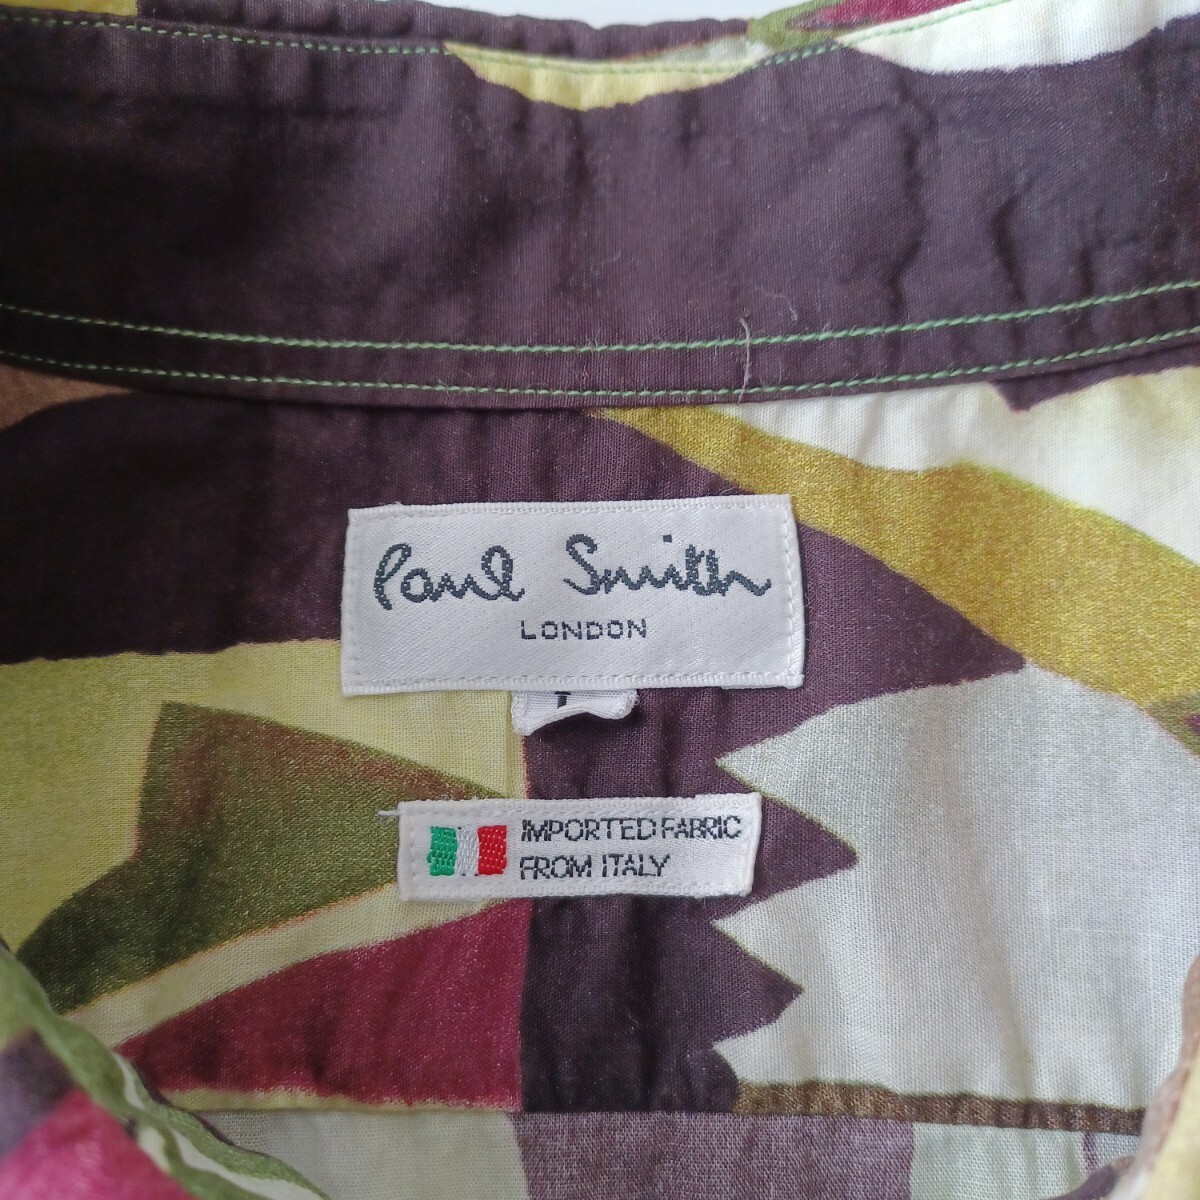 Paul Smith
LONDON
IMPORTED FABRIC
FROM ITALY